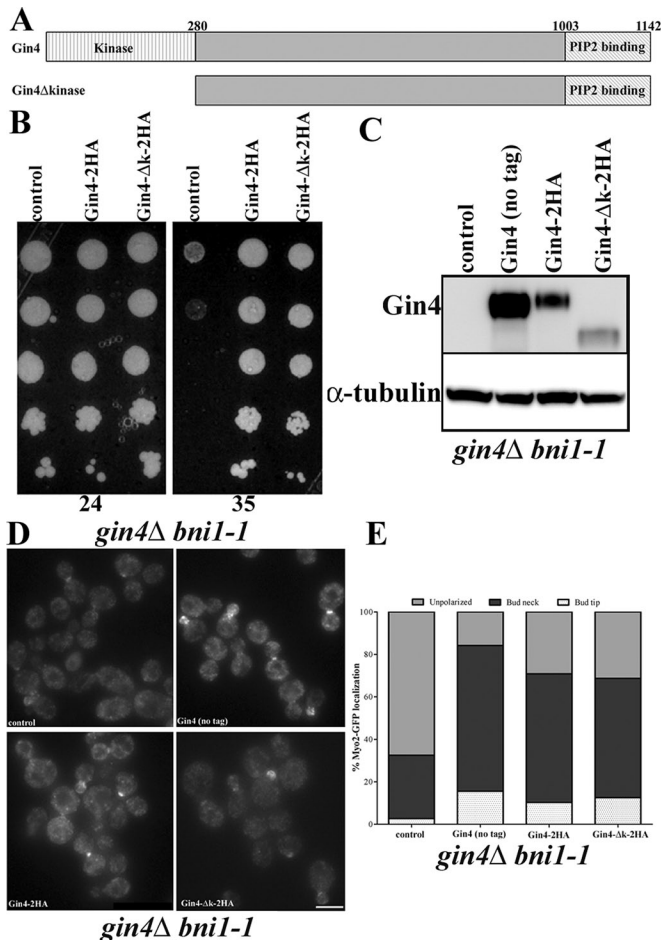 A
280 1003 1142
Gin4 Kinase PIP2 binding
Gin4Δkinase PIP2 binding
B
control Gin4-2HA Gin4-Δk-2HA control Gin4-2HA Gin4-Δk-2HA
24 35
gin4Δ bni1-1
C
control Gin4 (no tag) Gin4-2HA Gin4-Δk-2HA
Gin4
α-tubulin
gin4Δ bni1-1
D
control Gin4 (no tag)
Gin4-2HA Gin4-Δk-2HA
gin4Δ bni1-1
E
Unpolarized Bud neck Bud tip
% Myo2-GFP localization
100
80
60
40
20
0
control Gin4 (no tag) Gin4-2HA Gin4-Δk-2HA
gin4Δ bni1-1